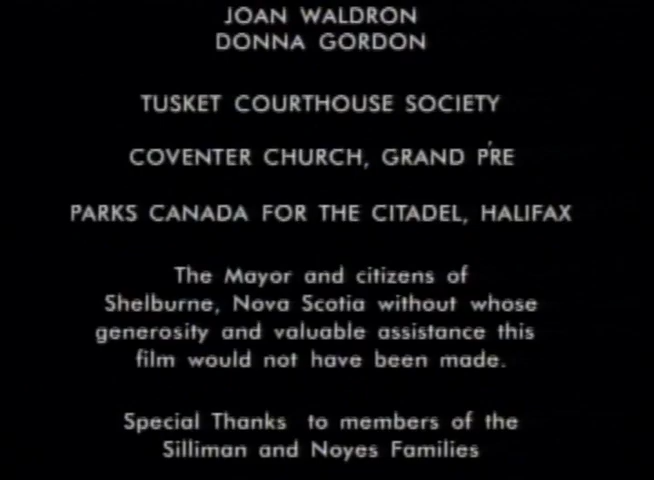 JOAN WALDRON
DONNA GORDON
TUSKET COURTHOUSE SOCIETY
COVENTER CHURCH, GRAND PŔE
PARKS CANADA FOR THE CITADEL, HALIFAX
The Mayor and citizens of
Shelburne, Nova Scotia without whose
generosity and valuable assistance this
film would not have been made.
Special Thanks to members of the
Silliman and Noyes Families